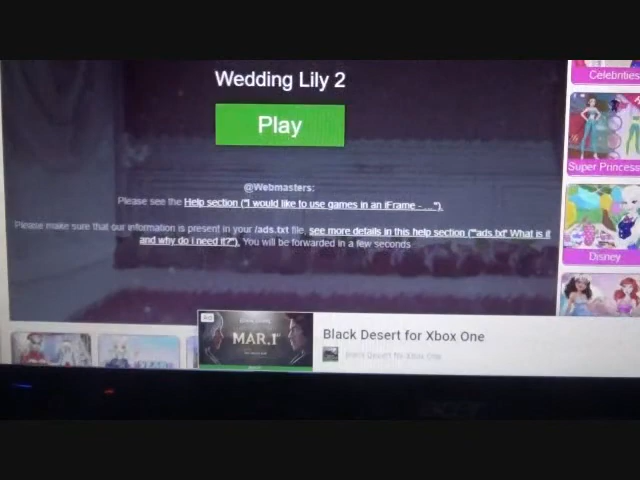 Wedding Lily 2
Play
@Webmasters:
Please see the Help section ("I would like to use games in an iFrame - ...").
Please make sure that our information is present in your /ads.txt file, see more details in this help section ("'ads.txt' What is it
and why do i need it?"). You will be forwarded in a few seconds
Celebrities
Super Princess
Disney
Ad
MAR.1
Black Desert for Xbox One
Black Desert for Xbox One